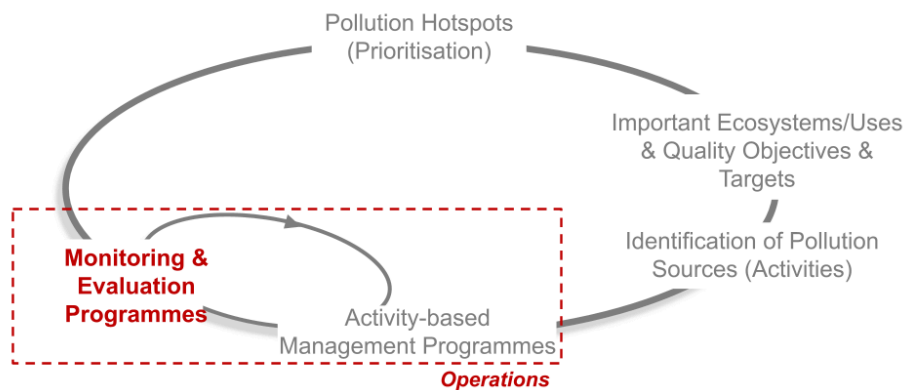 Pollution Hotspots
(Prioritisation)
Important Ecosystems/Uses
& Quality Objectives &
Targets
Identification of Pollution
Sources (Activities)
Monitoring &
Evaluation
Programmes
Activity-based
Management Programmes
Operations